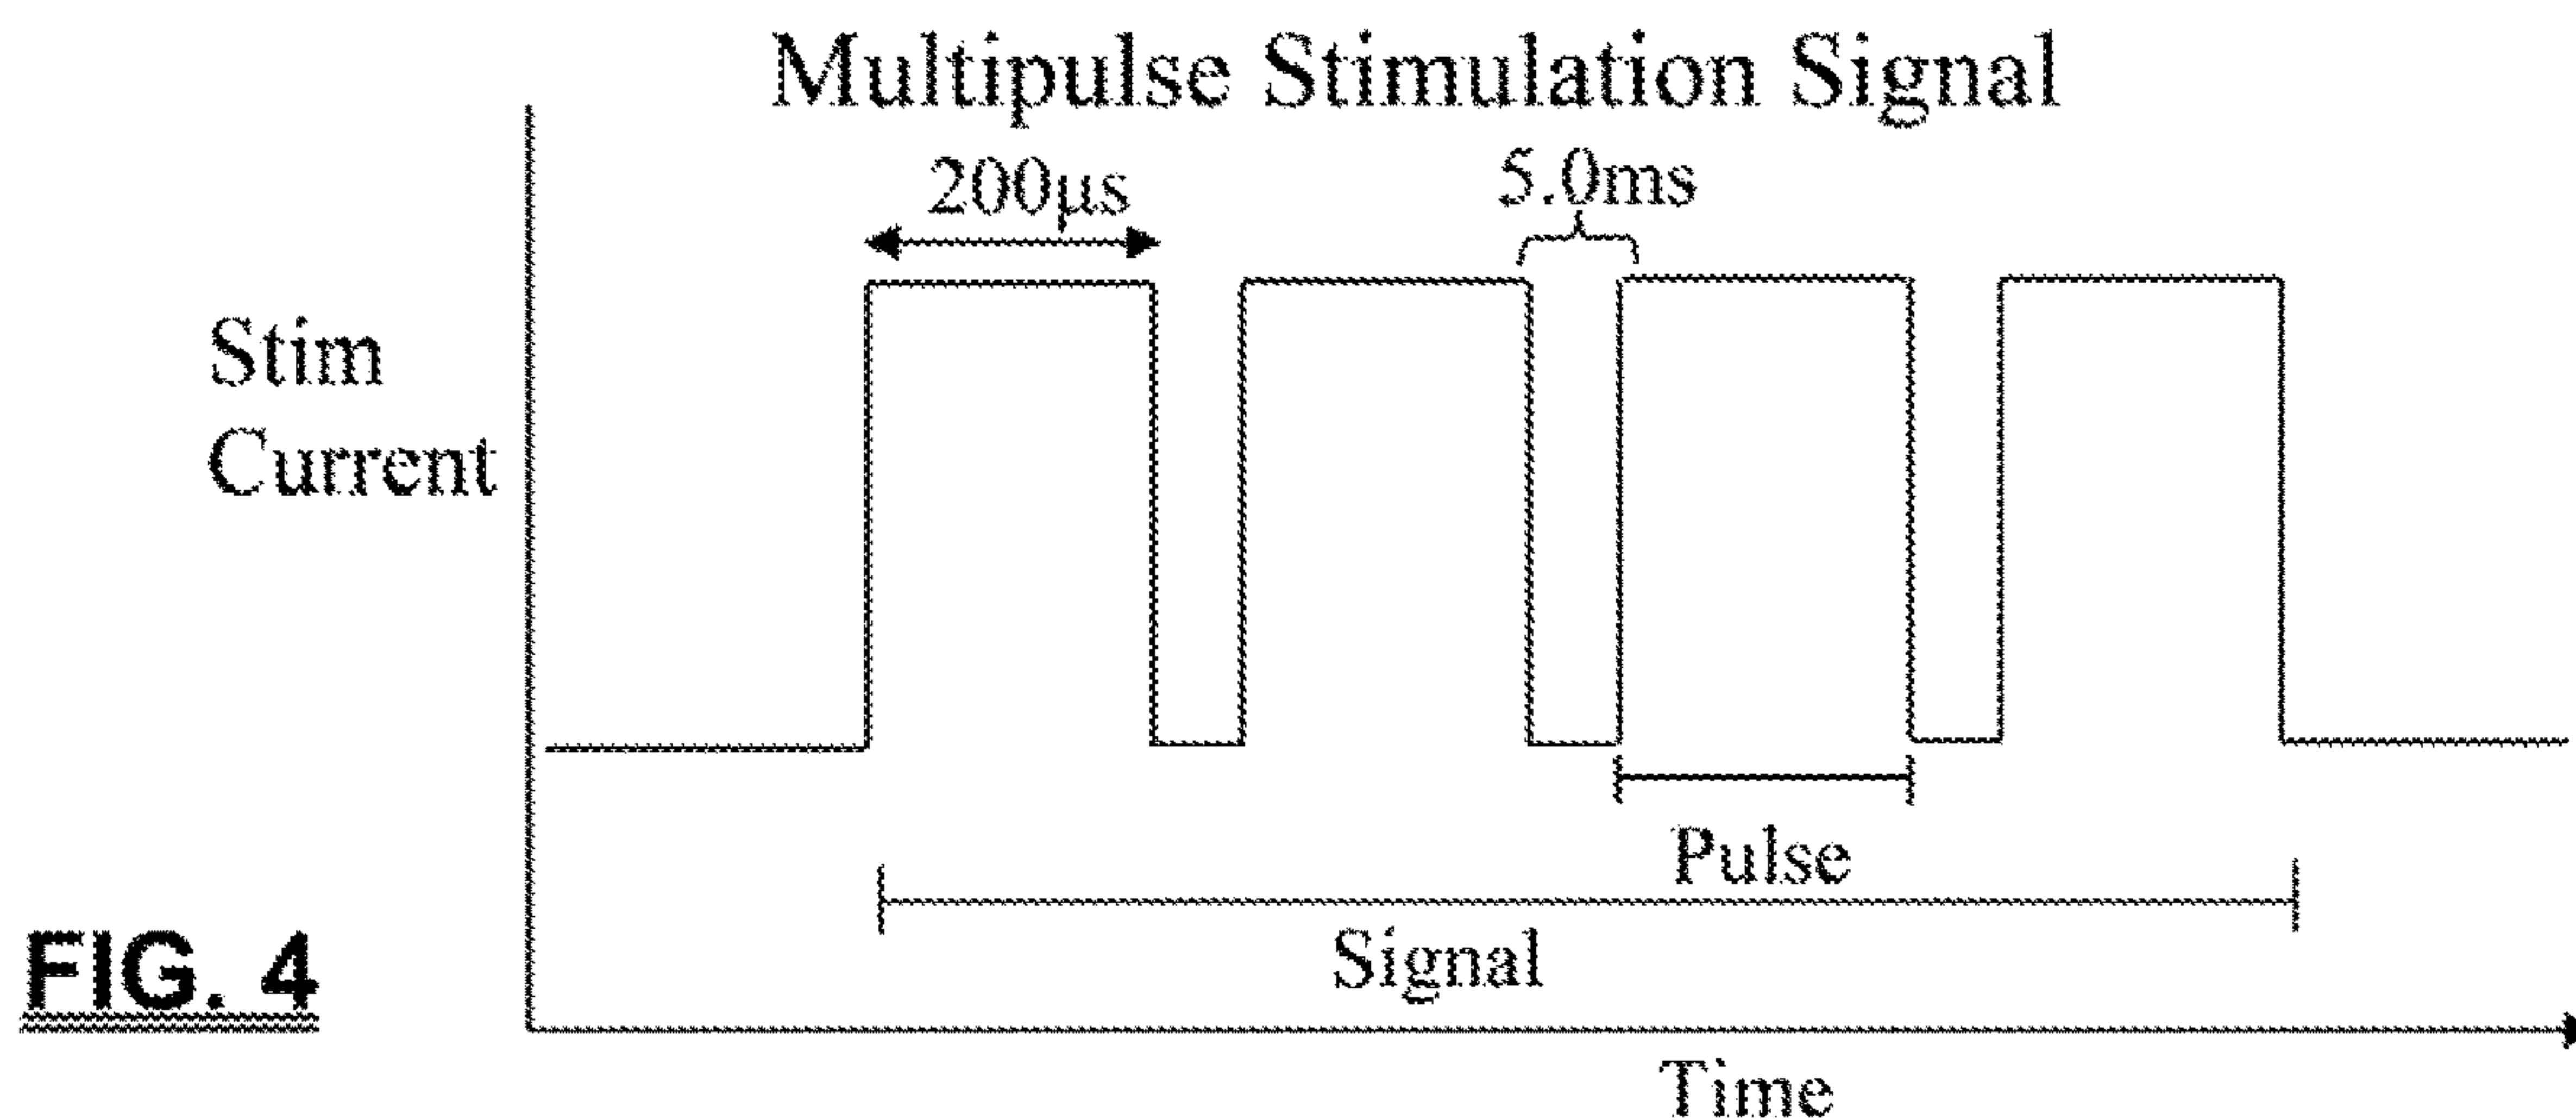 Multipulse Stimulation Signal
200µs
5.0ms
Stim
Current
Pulse
Signal
FIG. 4
Time